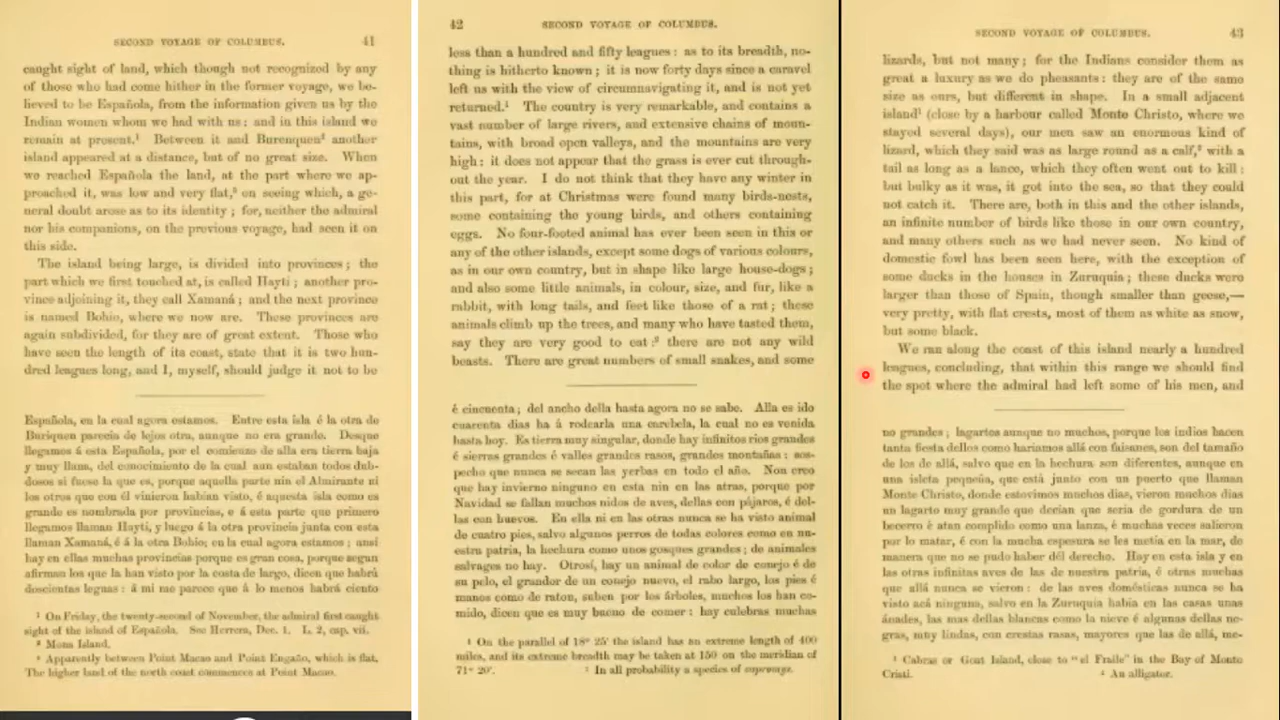 SECOND VOYAGE OF COLUMBUS. 41
caught sight of land, which though not recognized by any
of those who had come hither in the former voyage, we be-
lieved to be Española, from the information given us by the
Indian women whom we had with us: and in this island we
remain at present.¹ Between it and Burenquen² another
island appeared at a distance, but of no great size. When
we reached Española the land, at the part where we ap-
proached it, was low and very flat,³ on seeing which, a ge-
neral doubt arose as to its identity; for, neither the admiral
nor his companions, on the previous voyage, had seen it on
this side.
The island being large, is divided into provinces; the
part which we first touched at, is called Hayti; another pro-
vince adjoining it, they call Xamaná; and the next province
is named Bohio, where we now are. These provinces are
again subdivided, for they are of great extent. Those who
have seen the length of its coast, state that it is two hun-
dred leagues long, and I, myself, should judge it not to be
Española, en la cual agora estamos. Entre esta isla é la otra de
Buriquen parecia de lejos otra, aunque no era grande. Desque
llegamos á esta Española, por el comienzo de alla era tierra baja
y muy llana, del conocimiento de la cual aun estaban todos dub-
dosos si fuese la que es, porque aquella parte nin el Almirante ni
los otros que con él vinieron habian visto, é aquesta isla como es
grande es nombrada por provincias, e á esta parte que primero
llegamos llaman Hayti, y luego á la otra provincia junta con esta
llaman Xamaná, é á la otra Bohio; en la cual agora estamos; ansi
hay en ellas muchas provincias porque es gran cosa, porque segun
afirman los que la han visto por la costa de largo, dicen que habrá
doscientas leguas: á mi me parece que á lo menos habrá ciento
¹ On Friday, the twenty-second of November, the admiral first caught
sight of the island of Española. See Herrera, Dec. 1. L. 2, cap. vii.
² Mona Island.
³ Apparently between Point Macao and Point Engaño, which is flat.
The higher land of the north coast commences at Point Macao.
42 SECOND VOYAGE OF COLUMBUS.
less than a hundred and fifty leagues: as to its breadth, no-
thing is hitherto known; it is now forty days since a caravel
left us with the view of circumnavigating it, and is not yet
returned.¹ The country is very remarkable, and contains a
vast number of large rivers, and extensive chains of moun-
tains, with broad open valleys, and the mountains are very
high: it does not appear that the grass is ever cut through-
out the year. I do not think that they have any winter in
this part, for at Christmas were found many birds-nests,
some containing the young birds, and others containing
eggs. No four-footed animal has ever been seen in this or
any of the other islands, except some dogs of various colours,
as in our own country, but in shape like large house-dogs;
and also some little animals, in colour, size, and fur, like a
rabbit, with long tails, and feet like those of a rat; these
animals climb up the trees, and many who have tasted them,
say they are very good to eat:² there are not any wild
beasts. There are great numbers of small snakes, and some
é cincuenta; del ancho della hasta agora no se sabe. Alla es ido
cuarenta dias ha á rodearla una carebela, la cual no es venida
hasta hoy. Es tierra muy singular, donde hay infinitos rios grandes
é sierras grandes é valles grandes rasos, grandes montañas: sos-
pecho que nunca se secan las yerbas en todo el año. Non creo
que hay invierno ninguno en esta nin en las atras, porque por
Navidad se fallan muchos nidos de aves, dellas con pájaros, é del-
las con huevos. En ella ni en las otras nunca se ha visto animal
de cuatro pies, salvo algunos perros de todas colores como en nu-
estra patria, la hechura como unos gosques grandes; de animales
salvages no hay. Otrosí, hay un animal de color de conejo é de
su pelo, el grandor de un conejo nuevo, el rabo largo, los pies é
manos como de raton, suben por los árboles, muchos los han co-
mido, dicen que es muy bueno de comer: hay culebras muchas
¹ On the parallel of 18° 25' the island has an extreme length of 400
miles, and its extreme breadth may be taken at 150 on the meridian of
71° 20'. ² In all probability a species of capromys.
SECOND VOYAGE OF COLUMBUS. 43
lizards, but not many; for the Indians consider them as
great a luxury as we do pheasants: they are of the same
size as ours, but different in shape. In a small adjacent
island¹ (close by a harbour called Monte Christo, where we
stayed several days), our men saw an enormous kind of
lizard, which they said was as large round as a calf,² with a
tail as long as a lance, which they often went out to kill:
but bulky as it was, it got into the sea, so that they could
not catch it. There are, both in this and the other islands,
an infinite number of birds like those in our own country,
and many others such as we had never seen. No kind of
domestic fowl has been seen here, with the exception of
some ducks in the houses in Zuruquia; these ducks were
larger than those of Spain, though smaller than geese,—
very pretty, with flat crests, most of them as white as snow,
but some black.
We ran along the coast of this island nearly a hundred
leagues, concluding, that within this range we should find
the spot where the admiral had left some of his men, and
no grandes; lagartos aunque no muchos, porque los indios hacen
tanta fiesta dellos como hariamos allá con faisanes, son del tamaño
de los de allá, salvo que en la hechura son diferentes, aunque en
una isleta pequeña, que está junto con un puerto que llaman
Monte Christo, donde estovimos muchos dias, vieron muchos dias
un lagarto muy grande que decian que seria de gordura de un
becerro é atan complido como una lanza, é muchas veces salieron
por lo matar, é con la mucha espesura se les metia en la mar, de
manera que no se pudo haber dél derecho. Hay en esta isla y en
las otras infinitas aves de las de nuestra patria, é otras muchas
que allá nunca se vieron: de las aves domésticas nunca se ha
visto acá ninguna, salvo en la Zuruquia habia en las casas unas
ánades, las mas dellas blancas como la nieve é algunas dellas ne-
gras, muy lindas, con crestas rasas, mayores que las de allá, me-
¹ Cabras or Goat Island, close to "el Fraile" in the Bay of Monte
Cristi. ² An alligator.